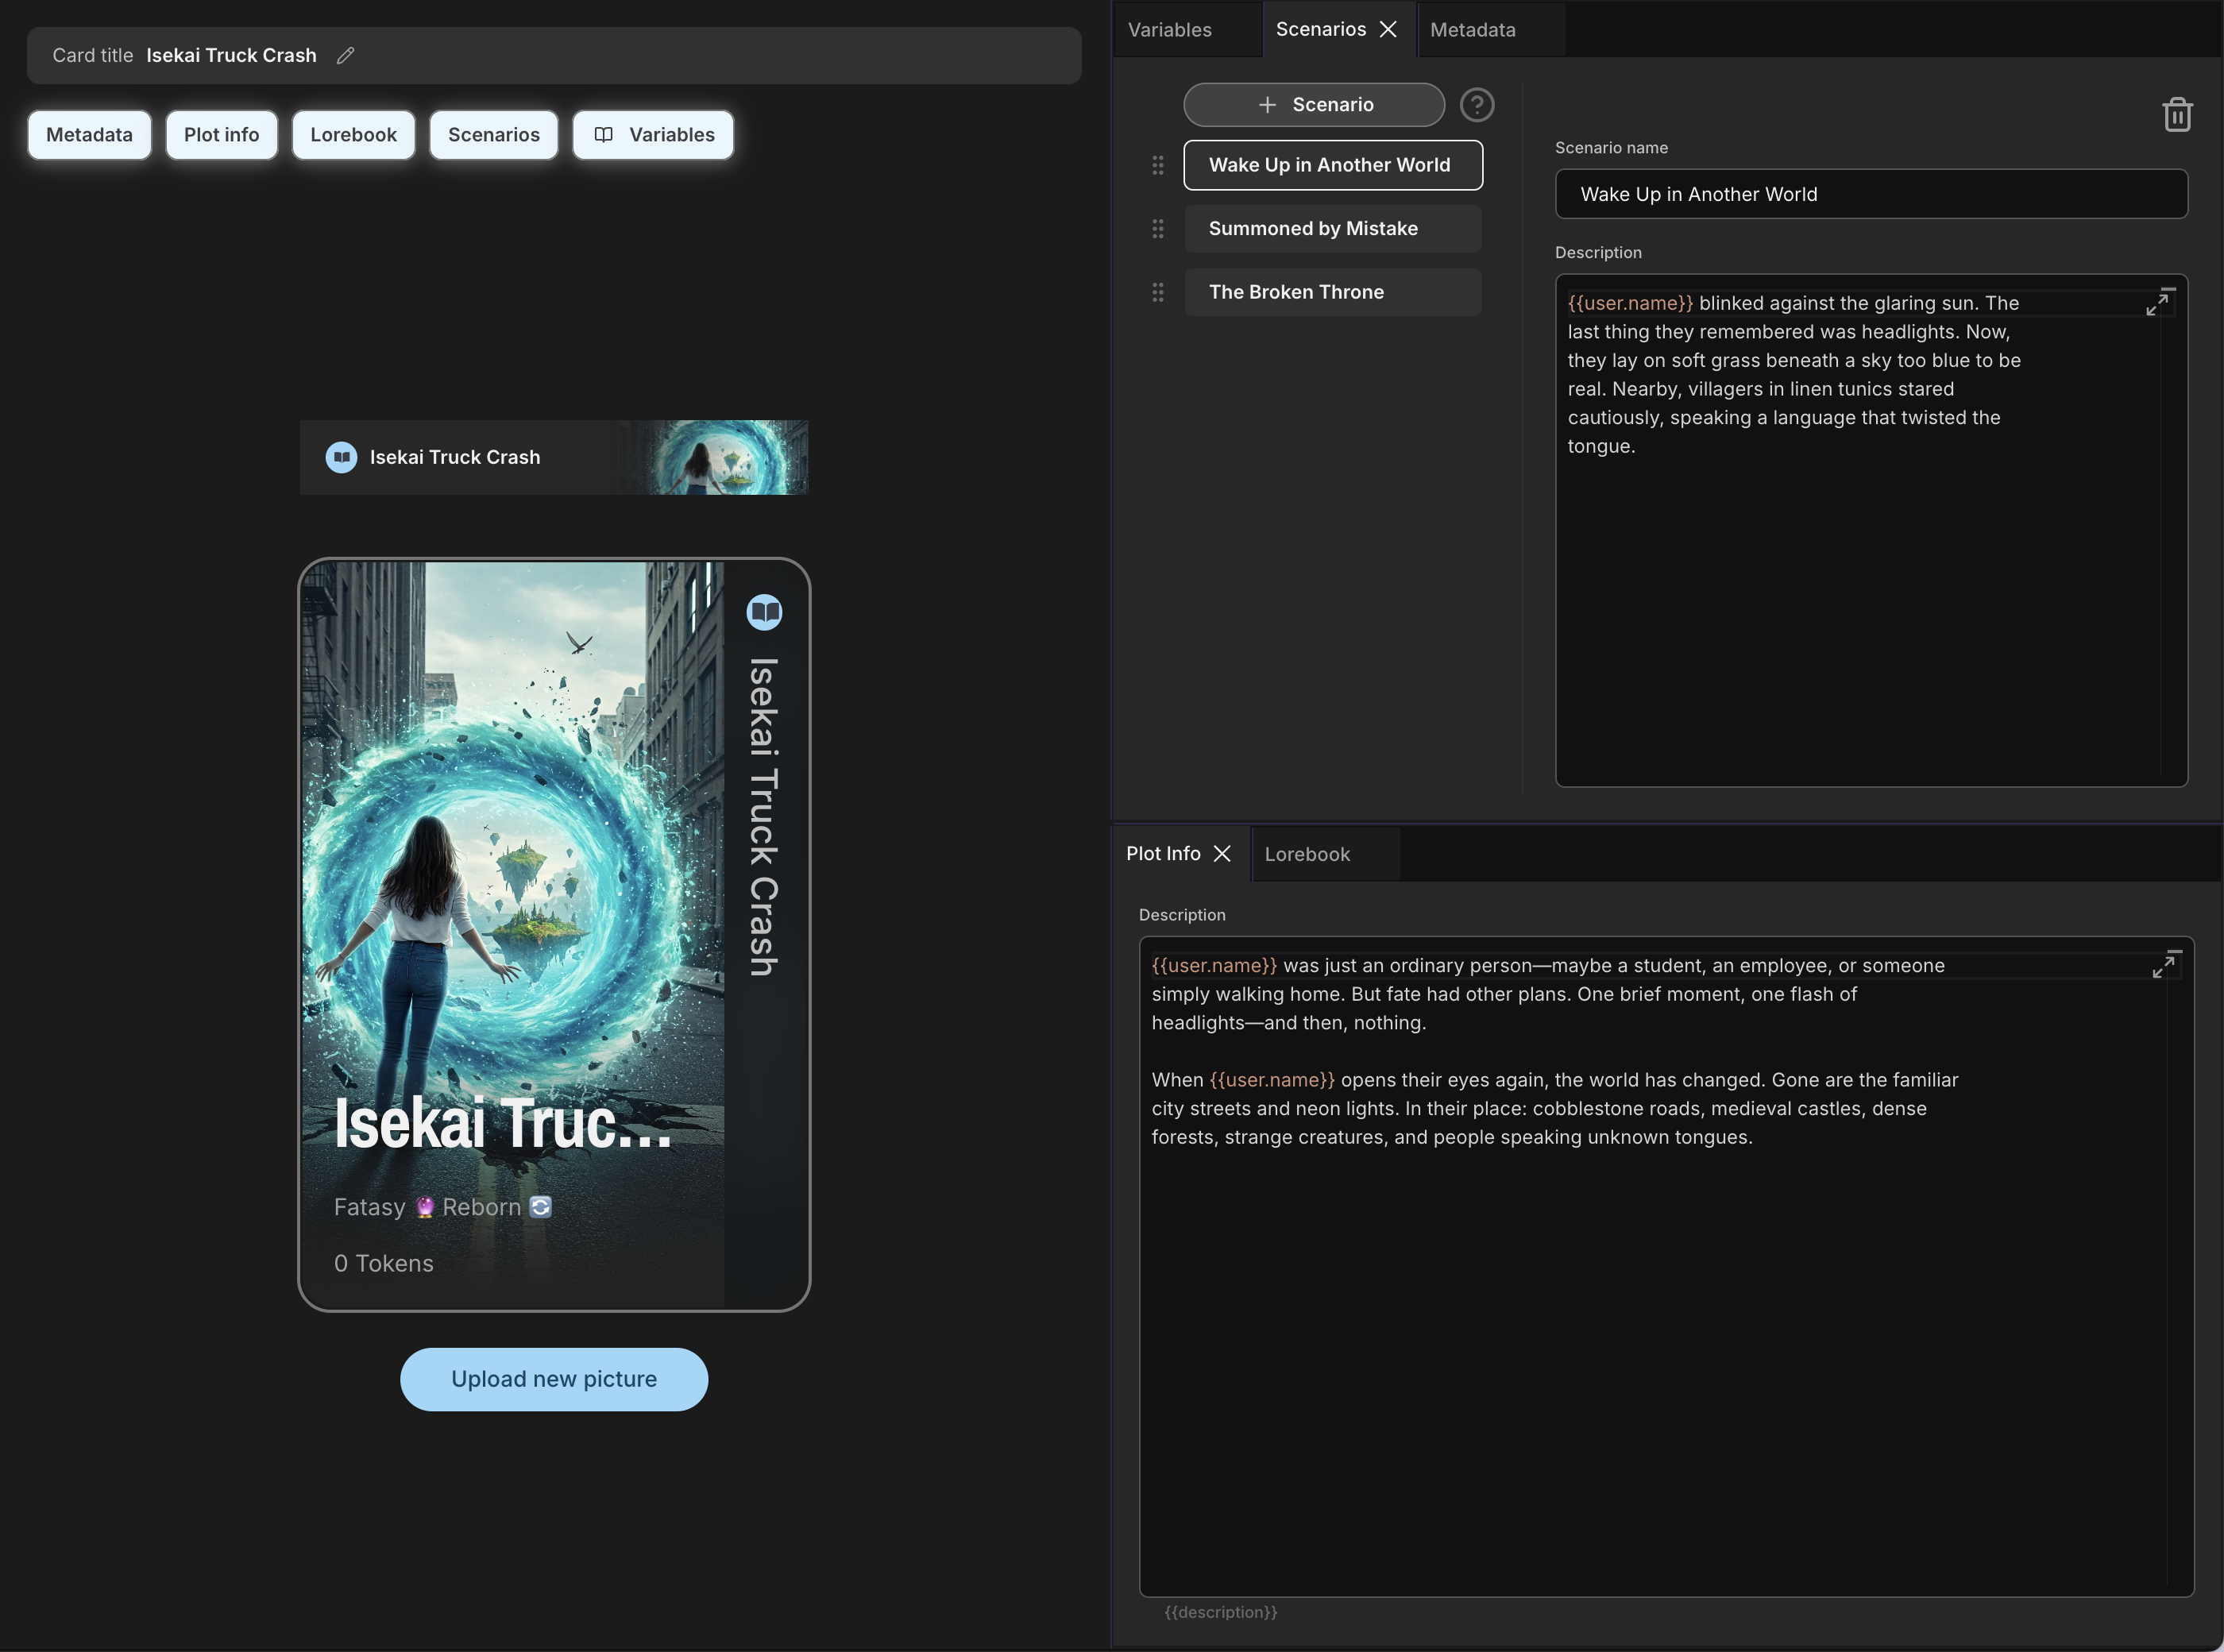 Card title Isekai Truck Crash
Metadata
Plot info
Lorebook
Scenarios
Variables
Isekai Truck Crash
Isekai Truck Crash
Isekai Truc...
Fatasy 🔮 Reborn 🔄
0 Tokens
Upload new picture
Variables
Scenarios
Metadata
Scenario
Wake Up in Another World
Summoned by Mistake
The Broken Throne
Scenario name
Wake Up in Another World
Description
{{user.name}} blinked against the glaring sun. The
last thing they remembered was headlights. Now,
they lay on soft grass beneath a sky too blue to be
real. Nearby, villagers in linen tunics stared
cautiously, speaking a language that twisted the
tongue.
Plot Info
Lorebook
Description
{{user.name}} was just an ordinary person—maybe a student, an employee, or someone
simply walking home. But fate had other plans. One brief moment, one flash of
headlights—and then, nothing.
When {{user.name}} opens their eyes again, the world has changed. Gone are the familiar
city streets and neon lights. In their place: cobblestone roads, medieval castles, dense
forests, strange creatures, and people speaking unknown tongues.
{{description}}